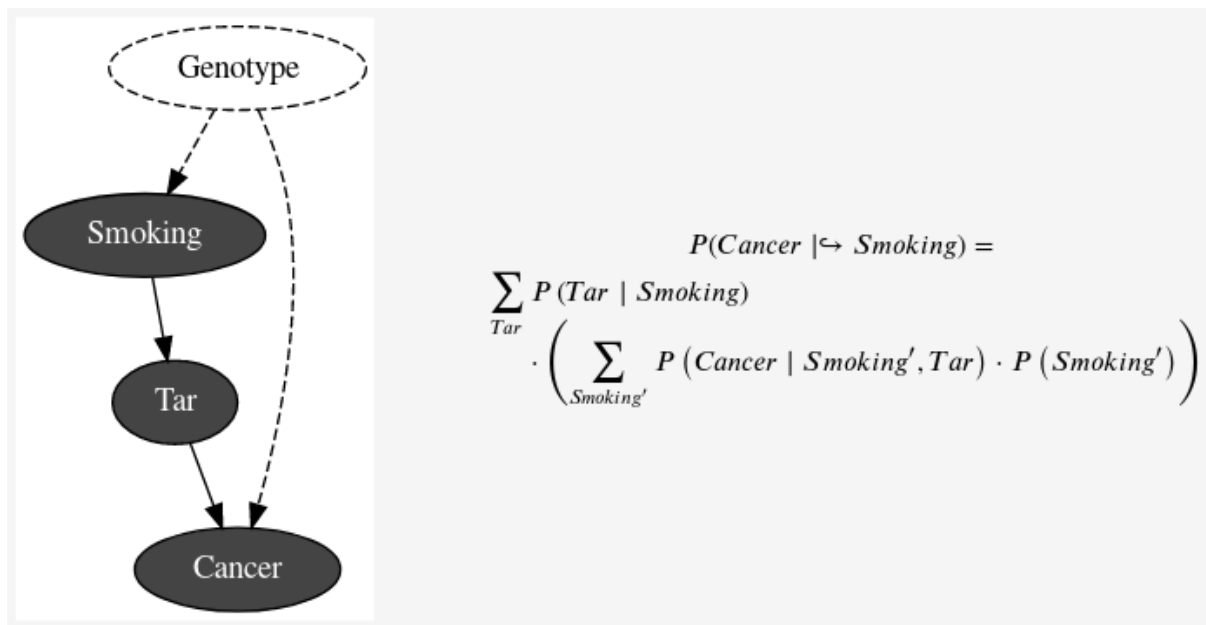 Genotype
Smoking
Tar
Cancer
P(Cancer |↪ Smoking) =
∑ P (Tar | Smoking)
Tar
· ( ∑ P (Cancer | Smoking′, Tar) · P (Smoking′) )
Smoking′